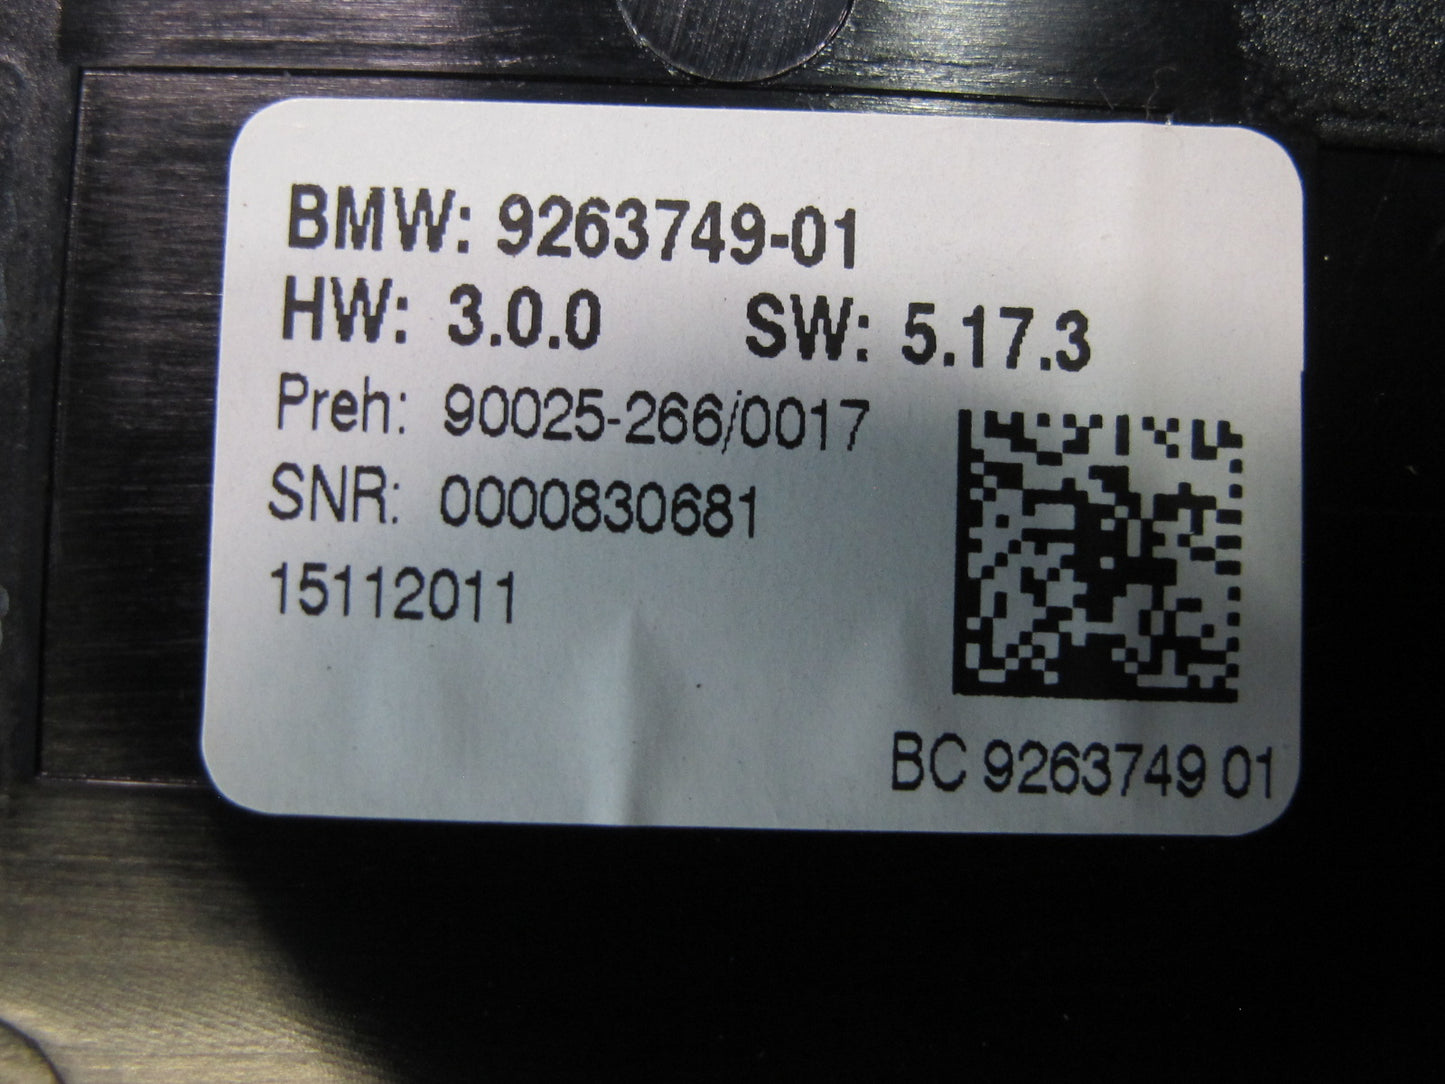 BMW: 9263749-01
HW: 3.0.0 SW: 5.17.3
Preh: 90025-266/0017
SNR: 0000830681
15112011
BC 9263749 01